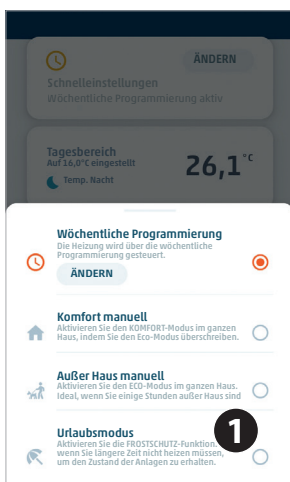 ÄNDERN
Schnelleinstellungen
Wöchentliche Programmierung aktiv
Tagesbereich
Auf 16,0°C eingestellt
26,1°C
Temp. Nacht
Wöchentliche Programmierung
Die Heizung wird über die wöchentliche
Programmierung gesteuert.
ÄNDERN
Komfort manuell
Aktivieren Sie den KOMFORT-Modus im ganzen
Haus, indem Sie den Eco-Modus überschreiben.
Außer Haus manuell
Aktivieren Sie den ECO-Modus im ganzen Haus.
Ideal, wenn Sie einige Stunden außer Haus sind
Urlaubsmodus
Aktivieren Sie die FROSTSCHUTZ-Funktion,
wenn Sie längere Zeit nicht heizen müssen,
um den Zustand der Anlagen zu erhalten.
1